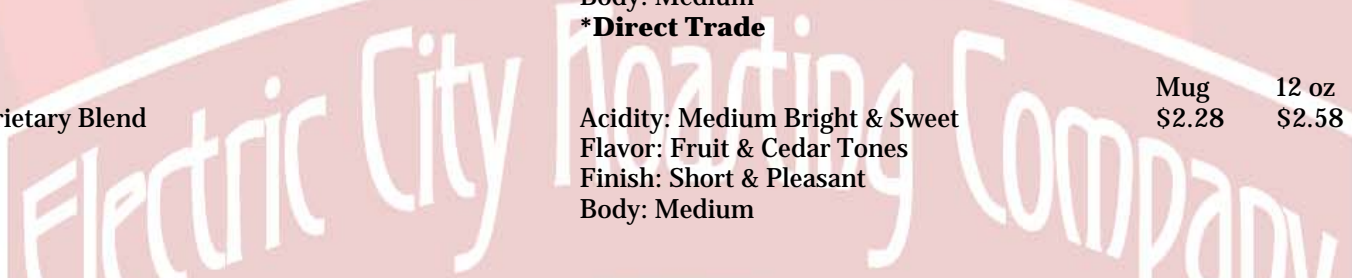 Body: Medium
*Direct Trade
Mug 12 oz
rietary Blend Acidity: Medium Bright & Sweet $2.28 $2.58
Flavor: Fruit & Cedar Tones
Finish: Short & Pleasant
Body: Medium
Electric City Roasting Company